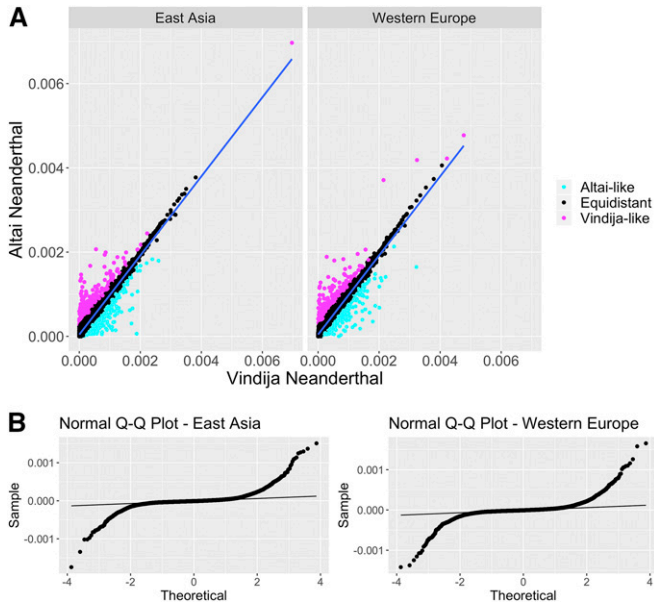 A
East Asia
Western Europe
Altai Neanderthal
0.006
0.004
0.002
0.000
0.000 0.002 0.004 0.006
0.000 0.002 0.004 0.006
Vindija Neanderthal
Altai-like
Equidistant
Vindija-like
B
Normal Q-Q Plot - East Asia
Sample
0.001
0.000
-0.001
-4 -2 0 2 4
Theoretical
Normal Q-Q Plot - Western Europe
Sample
0.001
0.000
-0.001
-4 -2 0 2 4
Theoretical